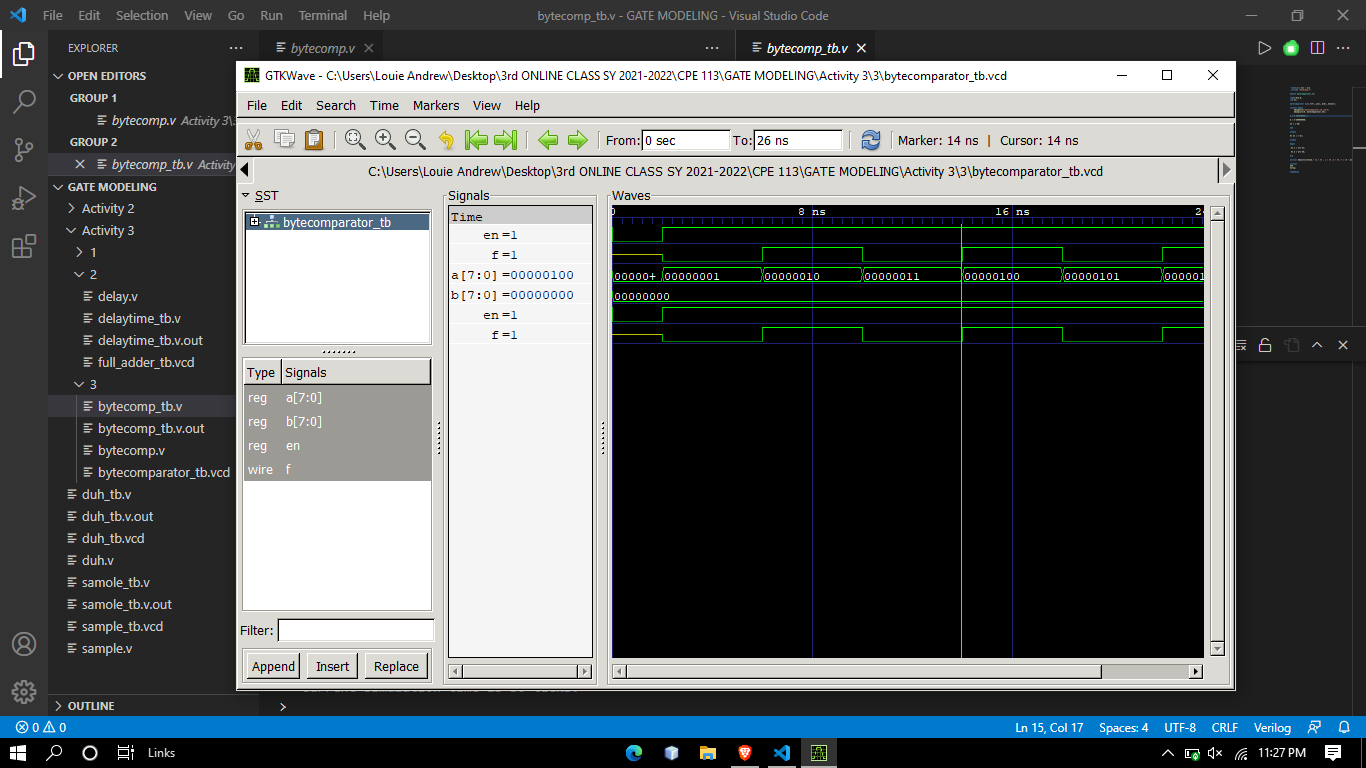 File Edit Selection View Go Run Terminal Help bytecomp_tb.v - GATE MODELING - Visual Studio Code
EXPLORER
OPEN EDITORS
GROUP 1
bytecomp.v Activity 3\3
GROUP 2
bytecomp_tb.v Activity
GATE MODELING
Activity 2
Activity 3
1
2
delay.v
delaytime_tb.v
delaytime_tb.v.out
full_adder_tb.vcd
3
bytecomp_tb.v
bytecomp_tb.v.out
bytecomp.v
bytecomparator_tb.vcd
duh_tb.v
duh_tb.v.out
duh_tb.vcd
duh.v
samole_tb.v
samole_tb.v.out
sample_tb.vcd
sample.v
OUTLINE
bytecomp.v bytecomp_tb.v
GTKWave - C:\Users\Louie Andrew\Desktop\3rd ONLINE CLASS SY 2021-2022\CPE 113\GATE MODELING\Activity 3\3\bytecomparator_tb.vcd
File Edit Search Time Markers View Help
From: 0 sec To: 26 ns Marker: 14 ns | Cursor: 14 ns
C:\Users\Louie Andrew\Desktop\3rd ONLINE CLASS SY 2021-2022\CPE 113\GATE MODELING\Activity 3\3\bytecomparator_tb.vcd
SST
bytecomparator_tb
Type Signals
reg a[7:0]
reg b[7:0]
reg en
wire f
Filter:
Append Insert Replace
Signals
Time
en =1
f =1
a[7:0] =00000100
b[7:0] =00000000
en =1
f =1
Waves
0 8 ns 16 ns 2
00000+ 00000001 00000010 00000011 00000100 00000101 000001
00000000
0 0 Ln 15, Col 17 Spaces: 4 UTF-8 CRLF Verilog
Links 11:27 PM